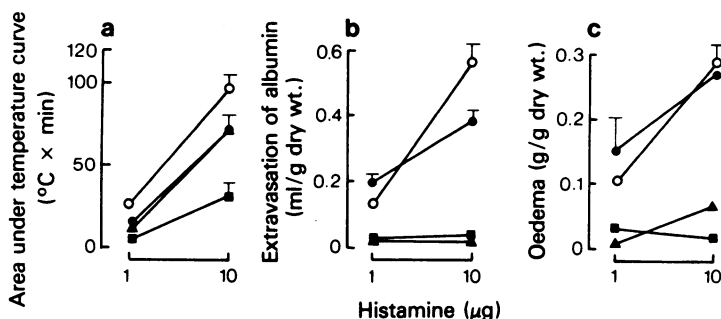 a
Area under temperature curve
(°C × min)
120
100
50
0
1
10
b
Extravasation of albumin
(ml/g dry wt.)
0.6
0.4
0.2
0
1
10
c
Oedema (g/g dry wt.)
0.3
0.2
0.1
0
1
10
Histamine (µg)